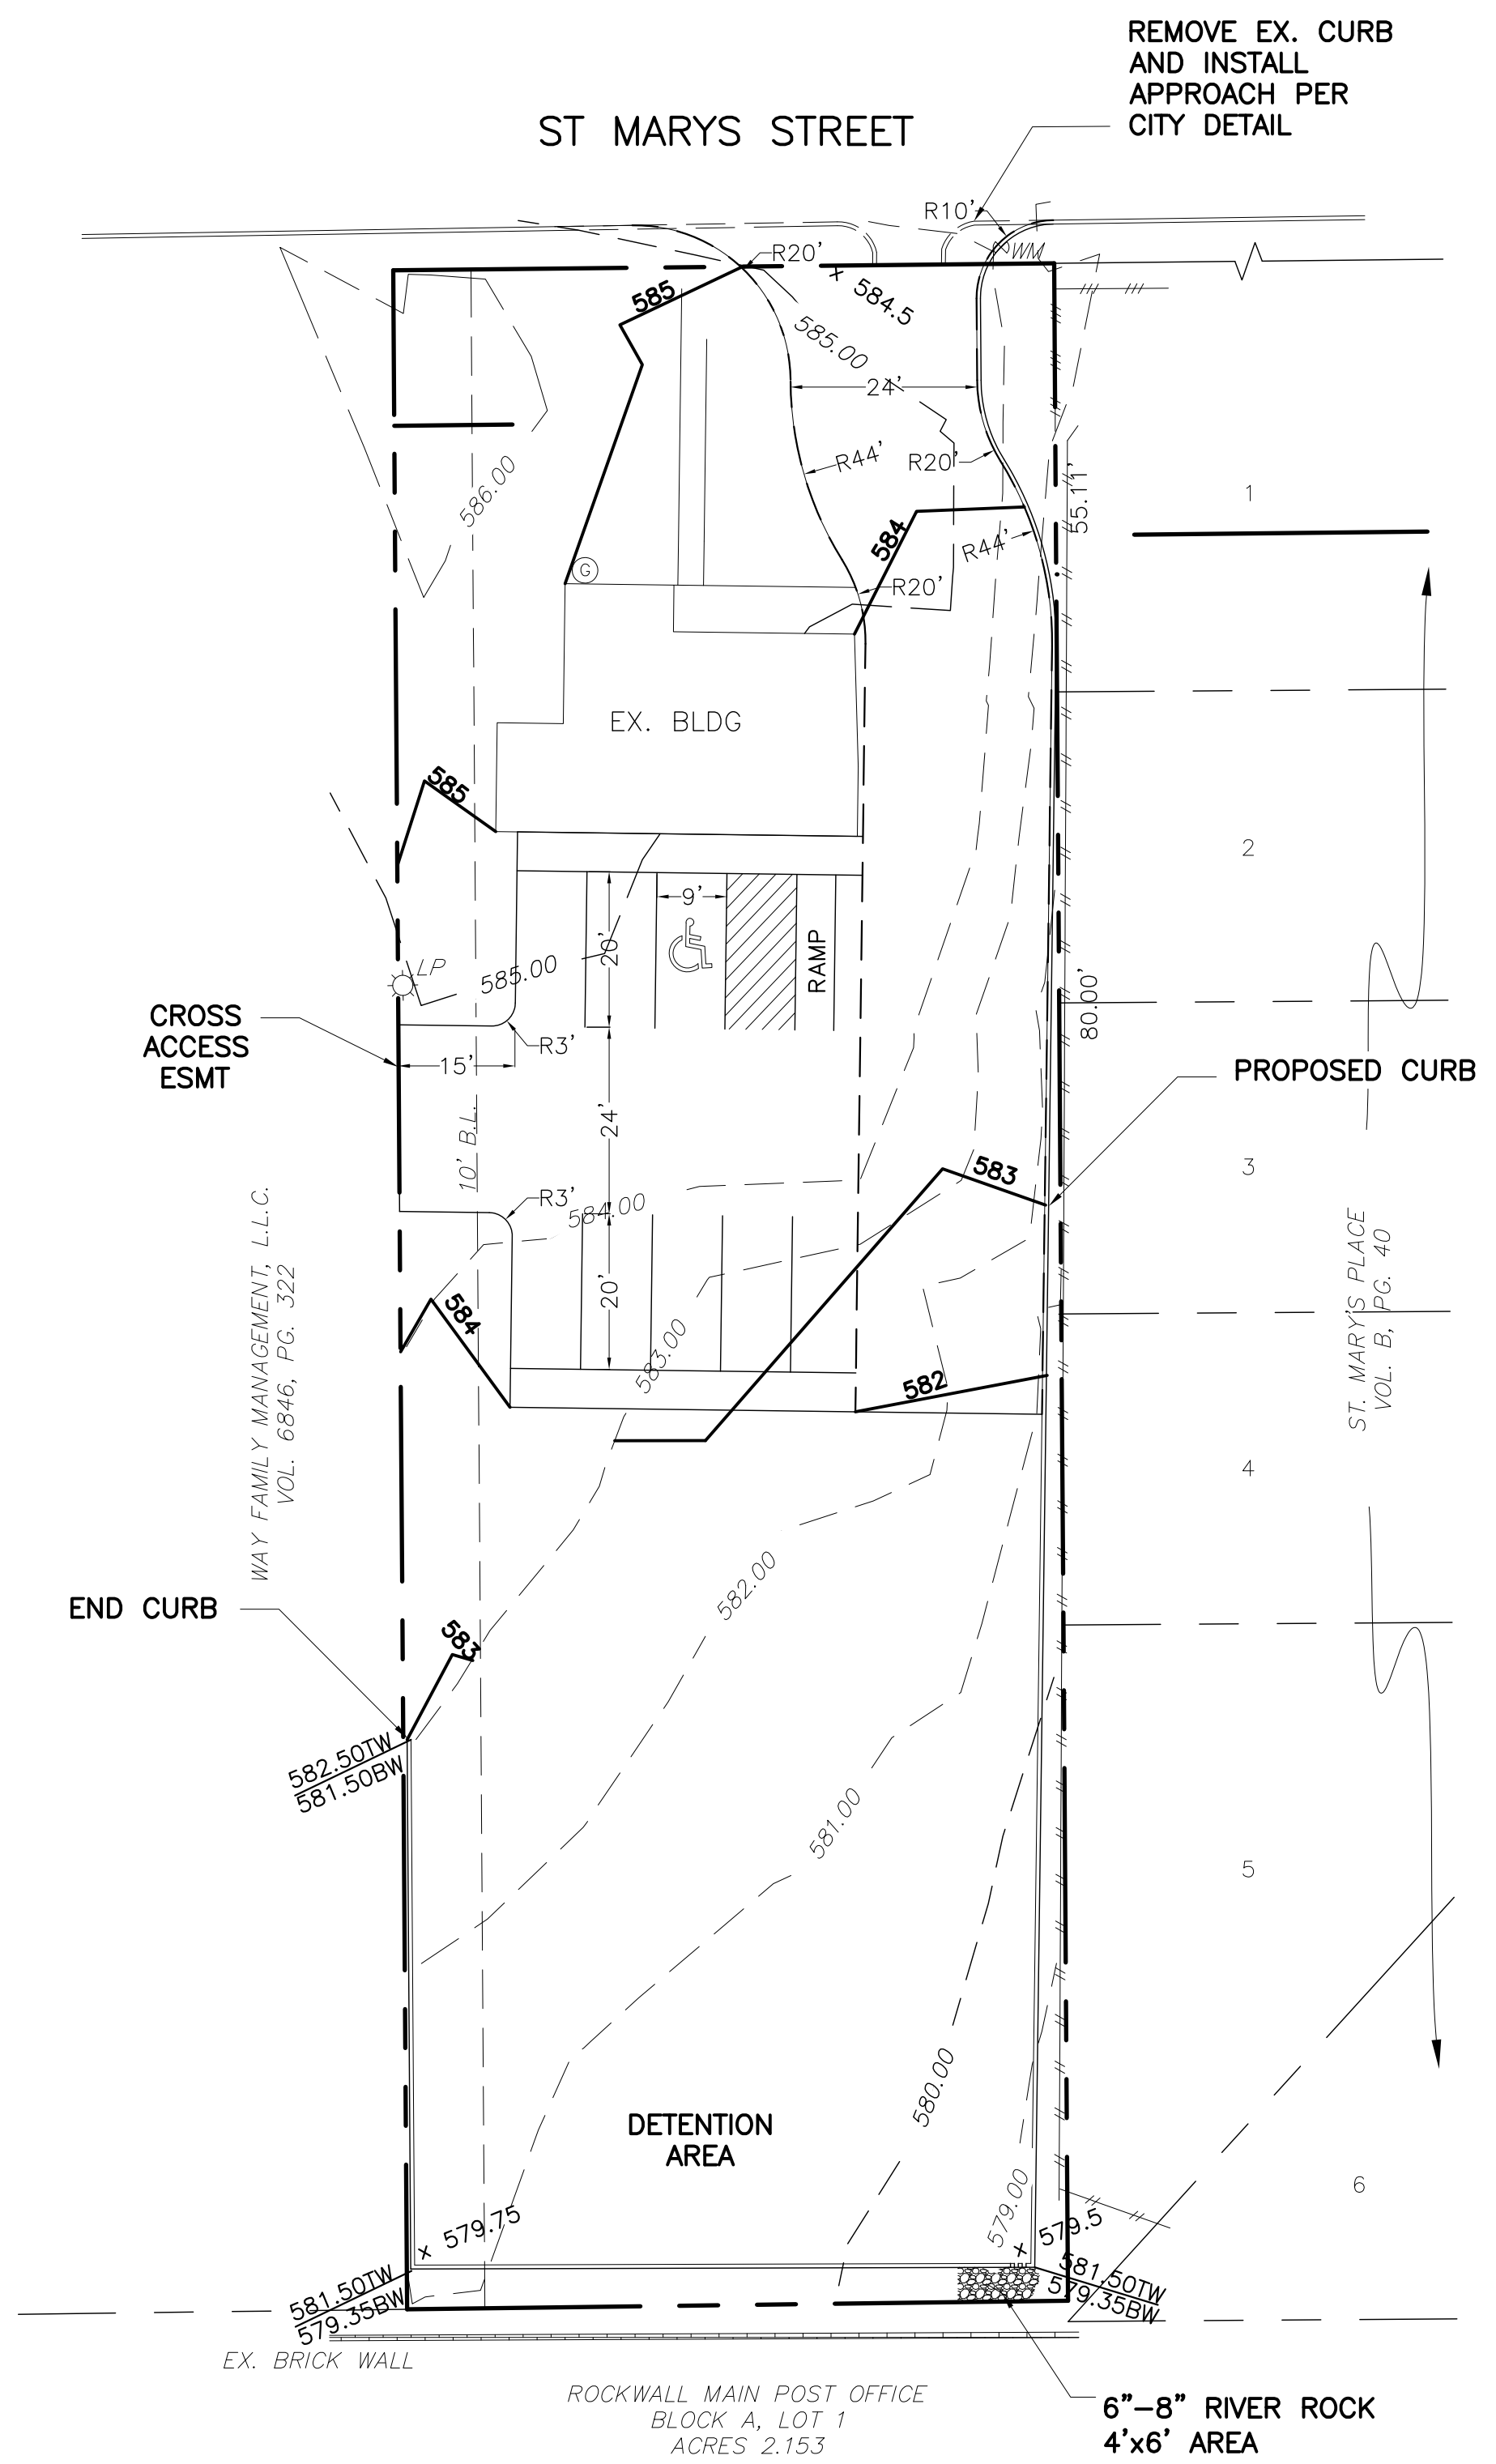 REMOVE EX. CURB
AND INSTALL
APPROACH PER
CITY DETAIL
ST MARYS STREET
R10'
WM
R20'
585
584.5
585.00
24'
R44'
R20'
586.00
55.11'
1
584
R44'
G
R20'
EX. BLDG
585
2
9'
20'
RAMP
LP
585.00
CROSS
ACCESS
ESMT
R3'
80.00'
15'
PROPOSED CURB
24'
10' B.L.
583
3
R3'
584.00
WAY FAMILY MANAGEMENT, L.L.C.
VOL. 6846, PG. 322
ST. MARY'S PLACE
VOL. B, PG. 40
20'
584
583.00
582
4
582.00
END CURB
583
582.50TW
581.50BW
581.00
5
580.00
DETENTION
AREA
579.00
6
579.75
579.5
581.50TW
579.35BW
581.50TW
579.35BW
EX. BRICK WALL
ROCKWALL MAIN POST OFFICE
BLOCK A, LOT 1
ACRES 2.153
6"-8" RIVER ROCK
4'x6' AREA